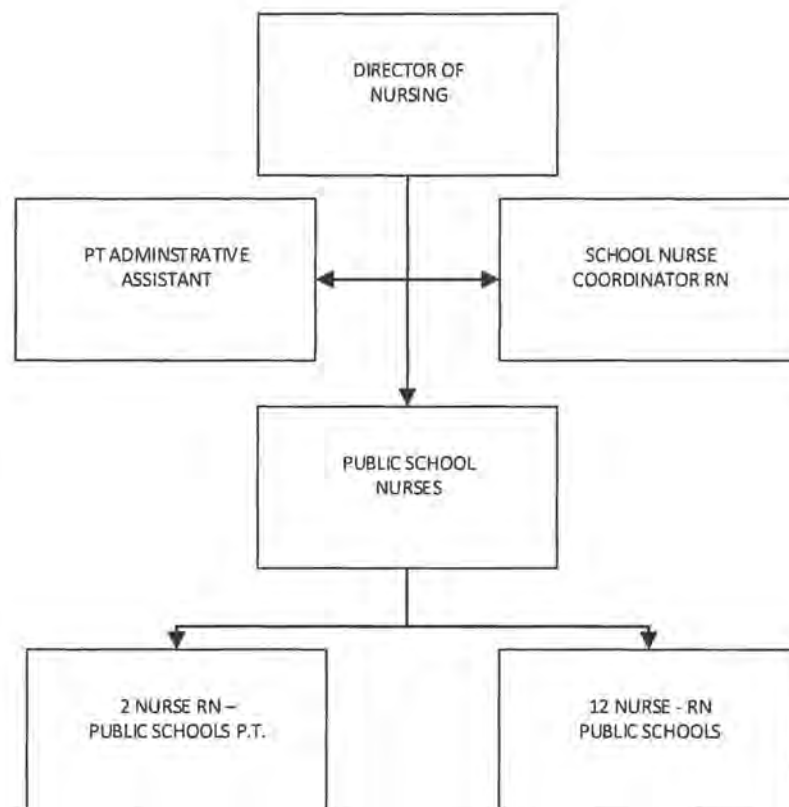 DIRECTOR OF
NURSING
PT ADMINSTRATIVE
ASSISTANT
SCHOOL NURSE
COORDINATOR RN
PUBLIC SCHOOL
NURSES
2 NURSE RN –
PUBLIC SCHOOLS P.T.
12 NURSE - RN
PUBLIC SCHOOLS